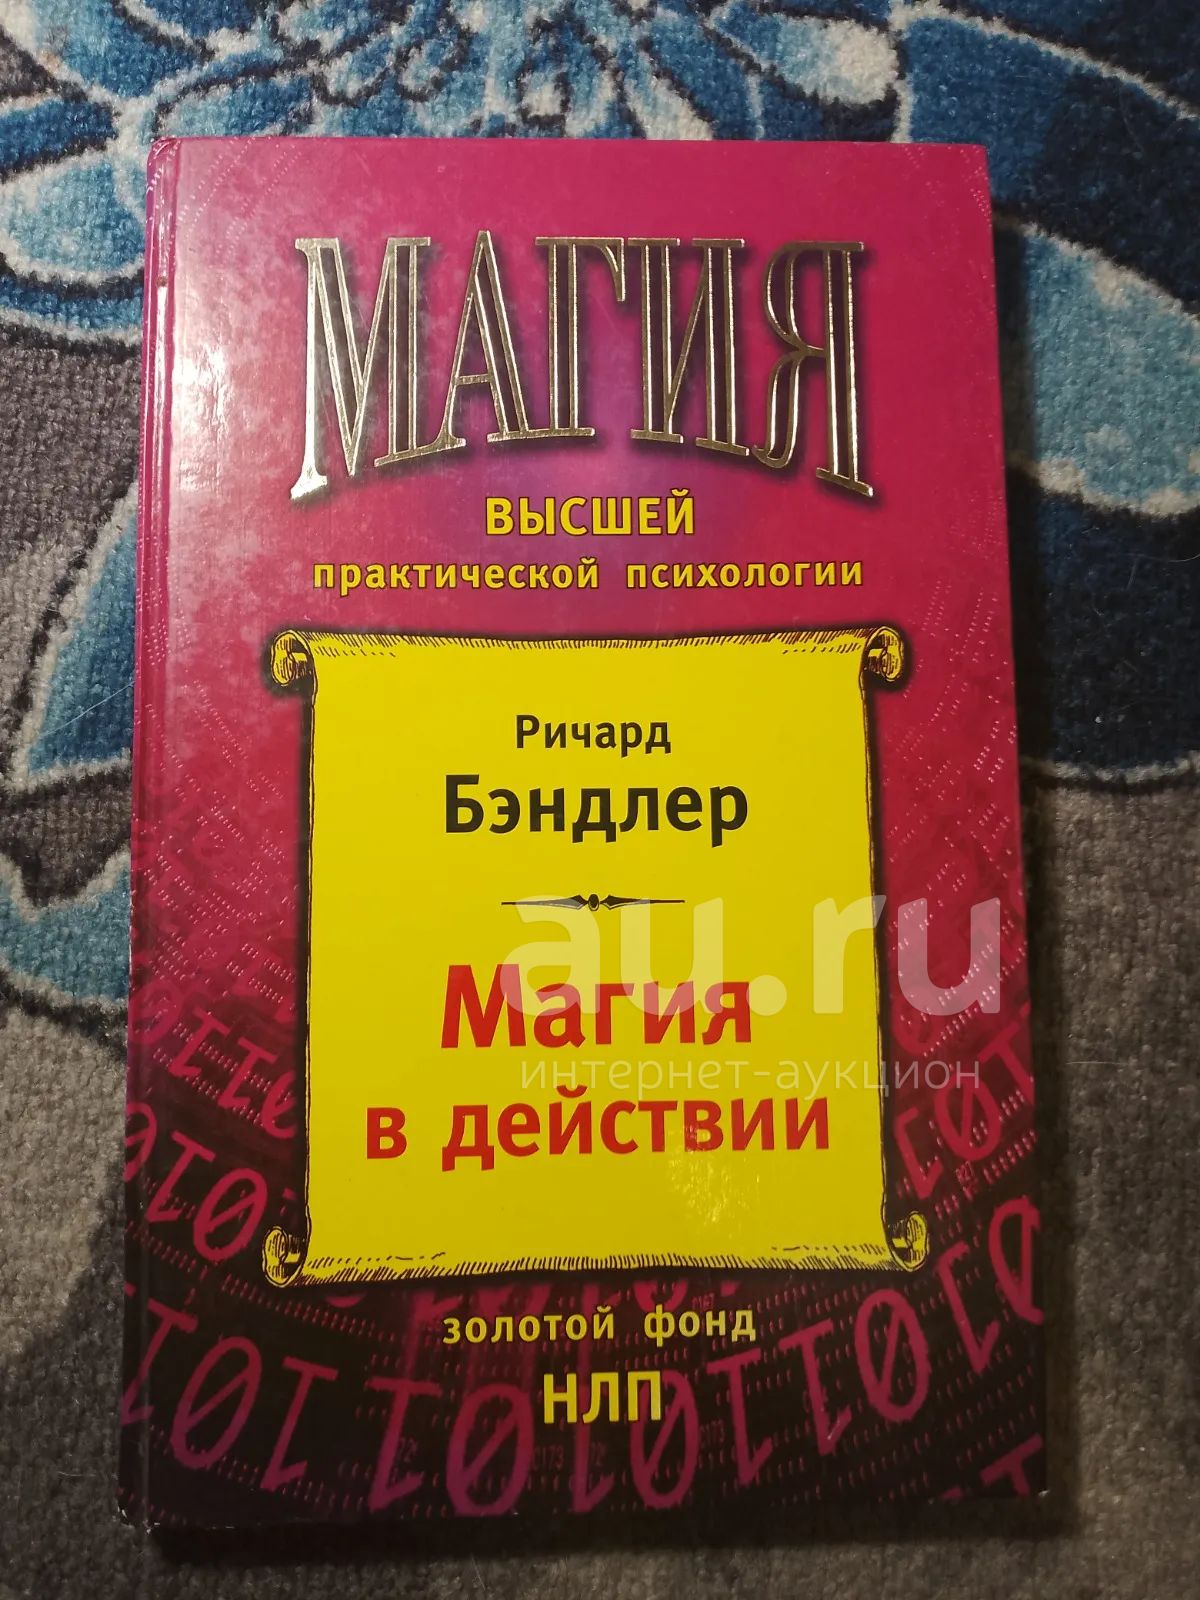 МАГИЯ
ВЫСШЕЙ
практической психологии
Ричард
Бэндлер
au.ru
Магия
интернет-аукцион
в действии
золотой фонд
НЛП